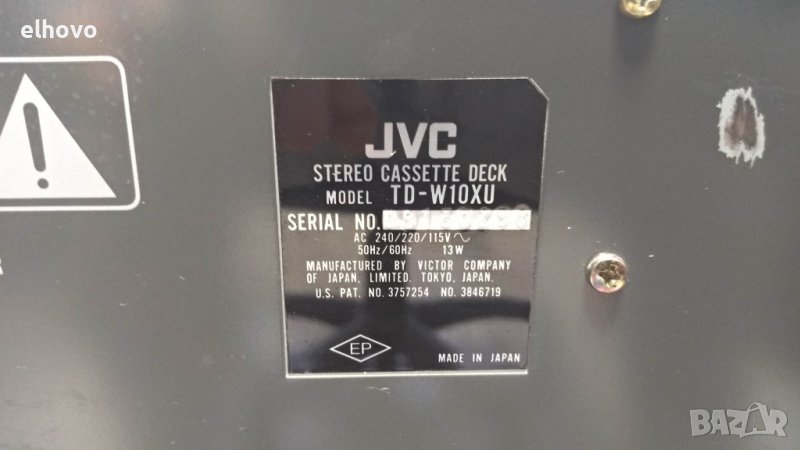 elhovo
R
JVC
STEREO CASSETTE DECK
MODEL TD-W10XU
SERIAL NO.
AC 240/220/115V~
50Hz/60Hz 13W
MANUFACTURED BY VICTOR COMPANY
OF JAPAN, LIMITED. TOKYO, JAPAN.
U.S. PAT. NO. 3757254 NO. 3846719
EP
MADE IN JAPAN
BAZAR